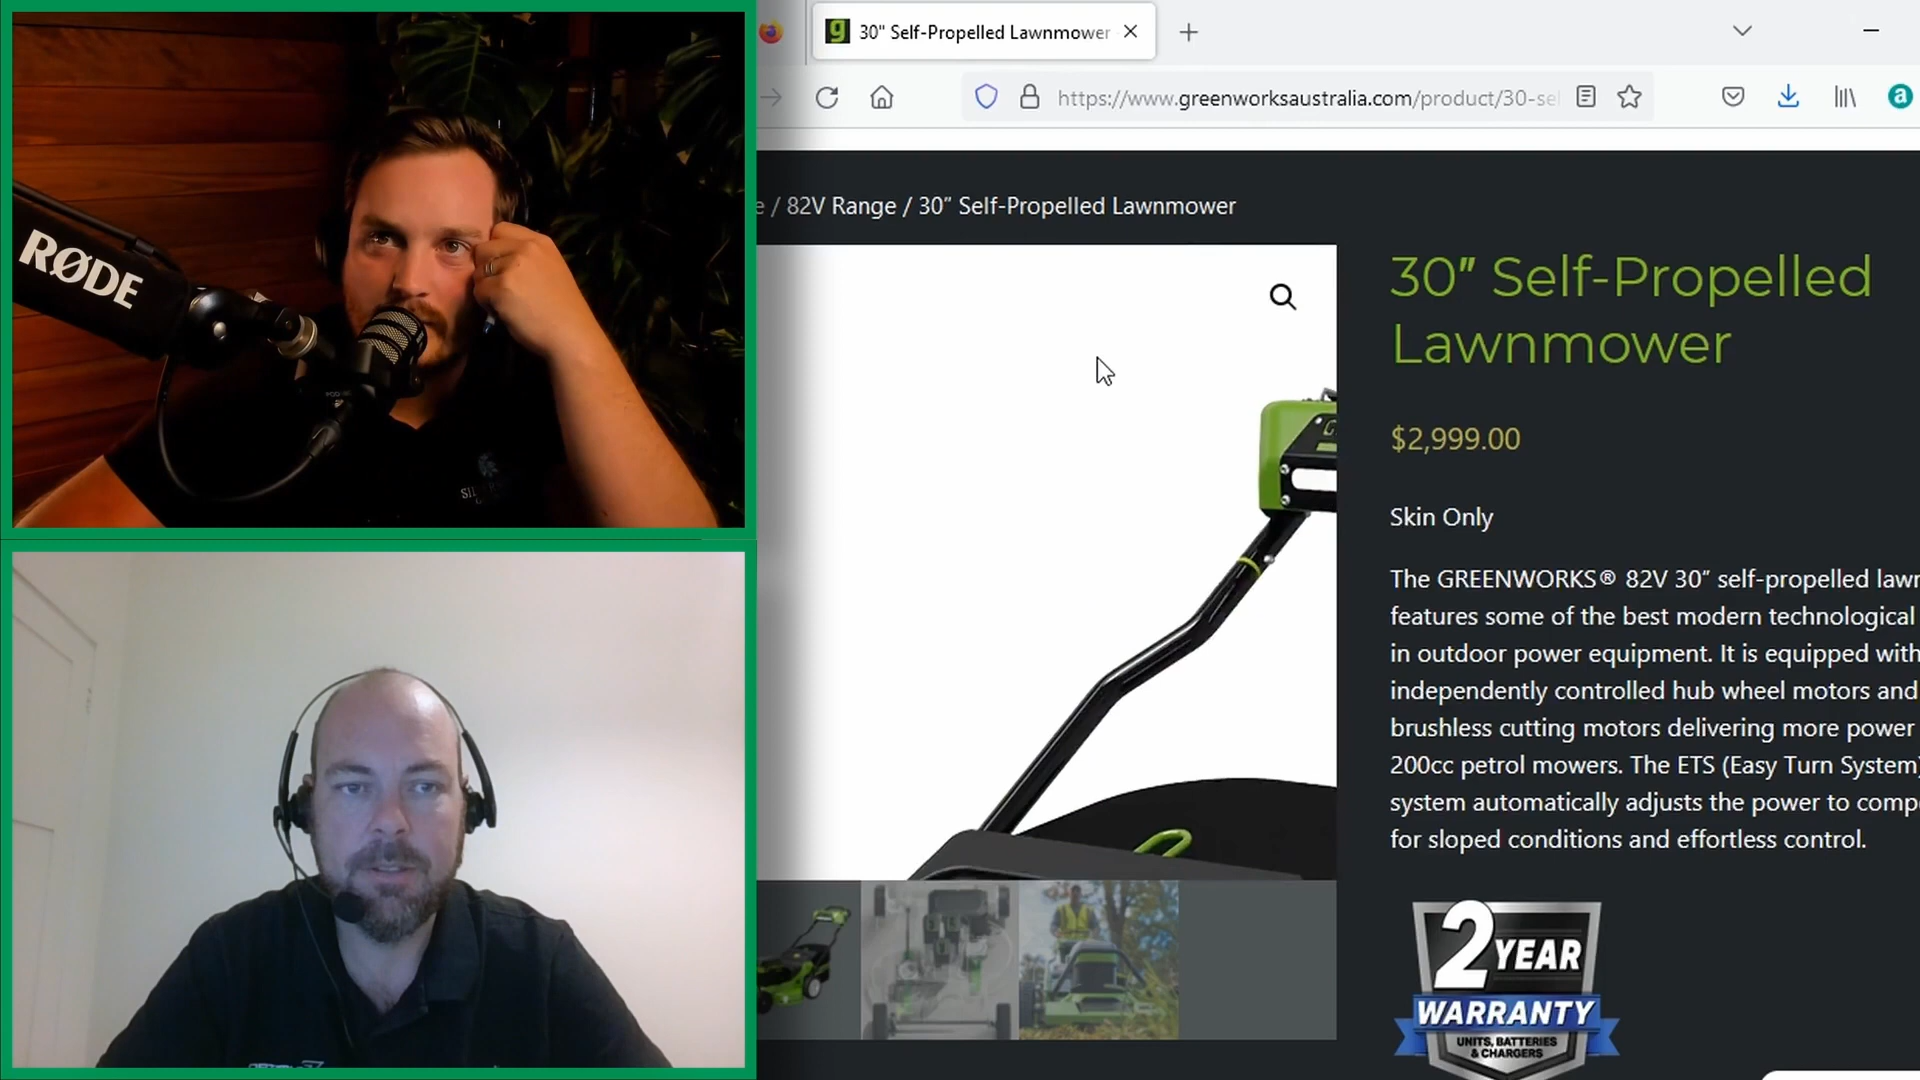 RØDE
30" Self-Propelled Lawnmower
https://www.greenworksaustralia.com/product/30-se
/ 82V Range / 30″ Self-Propelled Lawnmower
30″ Self-Propelled
Lawnmower
$2,999.00
Skin Only
The GREENWORKS® 82V 30″ self-propelled
features some of the best modern technological
in outdoor power equipment. It is equipped with
independently controlled hub wheel motors and
brushless cutting motors delivering more power
200cc petrol mowers. The ETS (Easy Turn System)
system automatically adjusts the power to
for sloped conditions and effortless control.
2 YEAR
WARRANTY
UNITS, BATTERIES
& CHARGERS